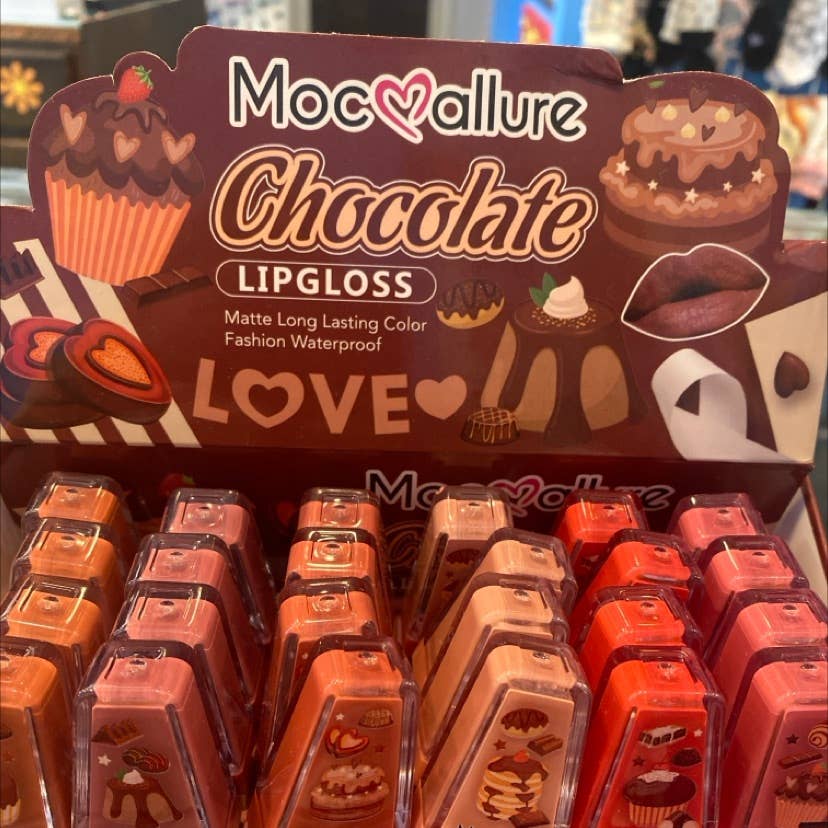 Mocallure
Chocolate
LIPGLOSS
Matte Long Lasting Color
Fashion Waterproof
LOVE
Mocallure